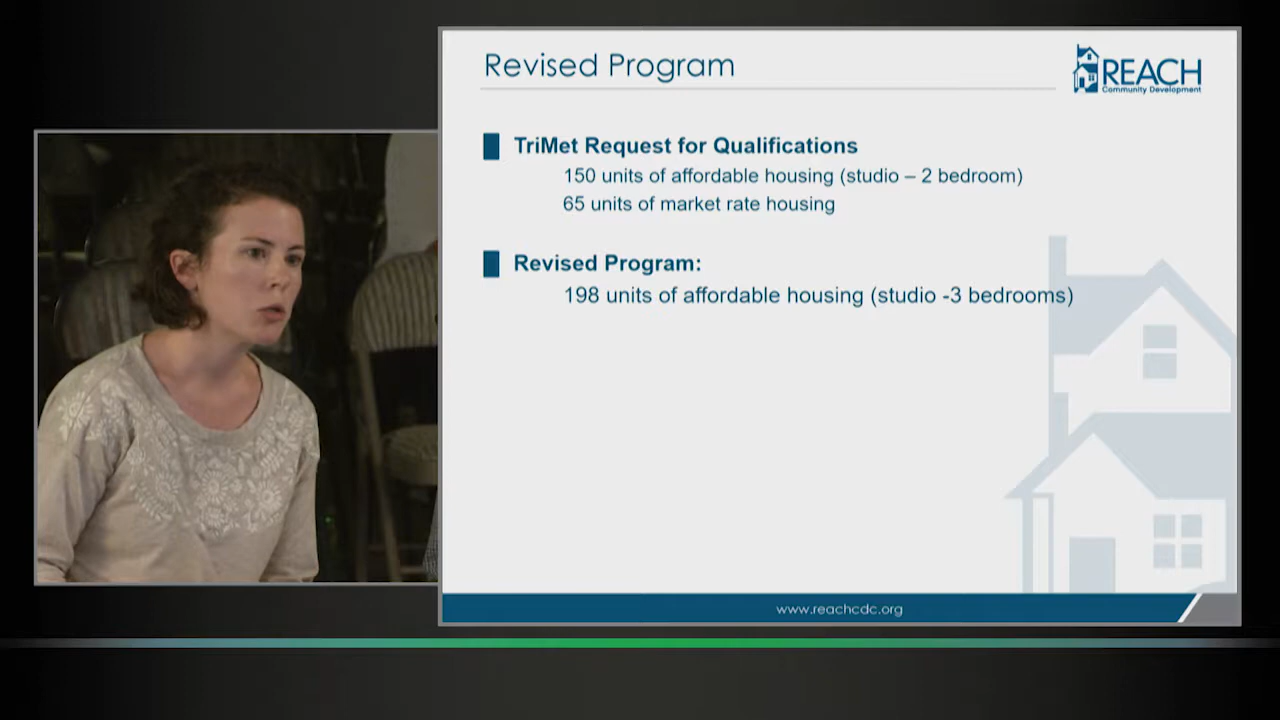 Revised Program
REACH
Community Development
TriMet Request for Qualifications
150 units of affordable housing (studio – 2 bedroom)
65 units of market rate housing
Revised Program:
198 units of affordable housing (studio -3 bedrooms)
www.reachcdc.org